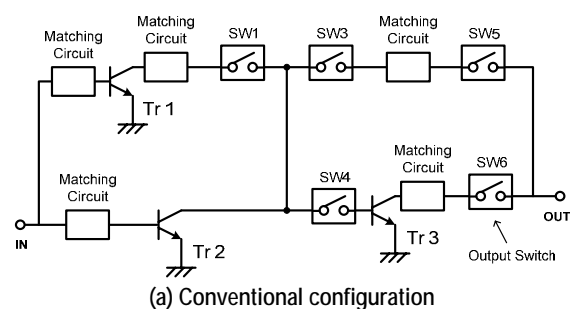 Matching
Circuit
Matching
Circuit
SW1
SW3
Matching
Circuit
SW5
Tr 1
Matching
Circuit
SW4
Matching
Circuit
SW6
IN
Tr 2
Tr 3
OUT
Output Switch
(a) Conventional configuration